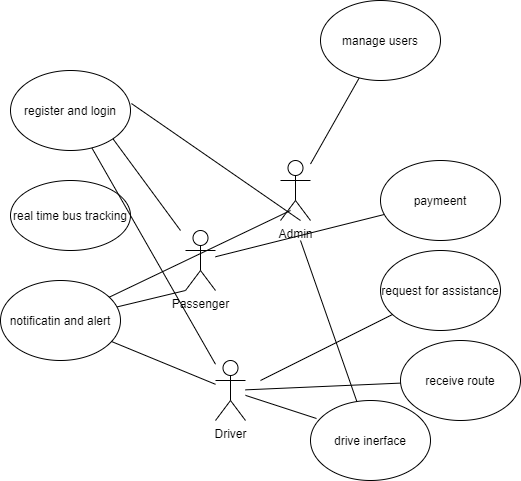 manage users
register and login
real time bus tracking
paymeent
Admin
request for assistance
Passenger
notificatin and alert
receive route
Driver
drive inerface